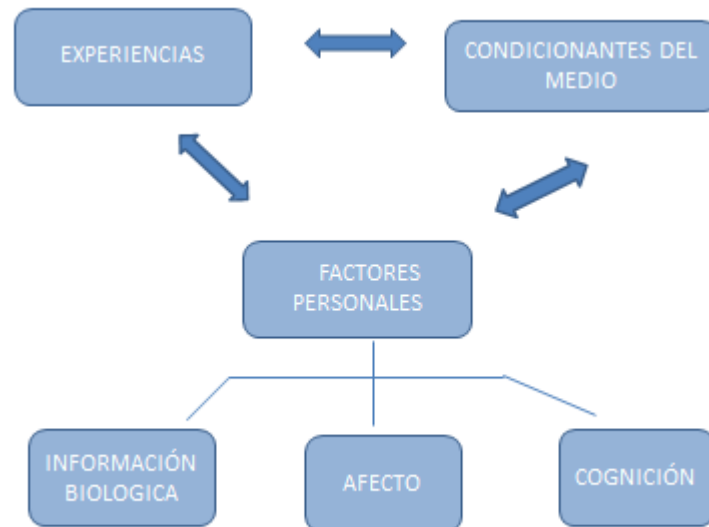 EXPERIENCIAS
CONDICIONANTES DEL
MEDIO
FACTORES
PERSONALES
INFORMACIÓN
BIOLOGICA
AFECTO
COGNICIÓN